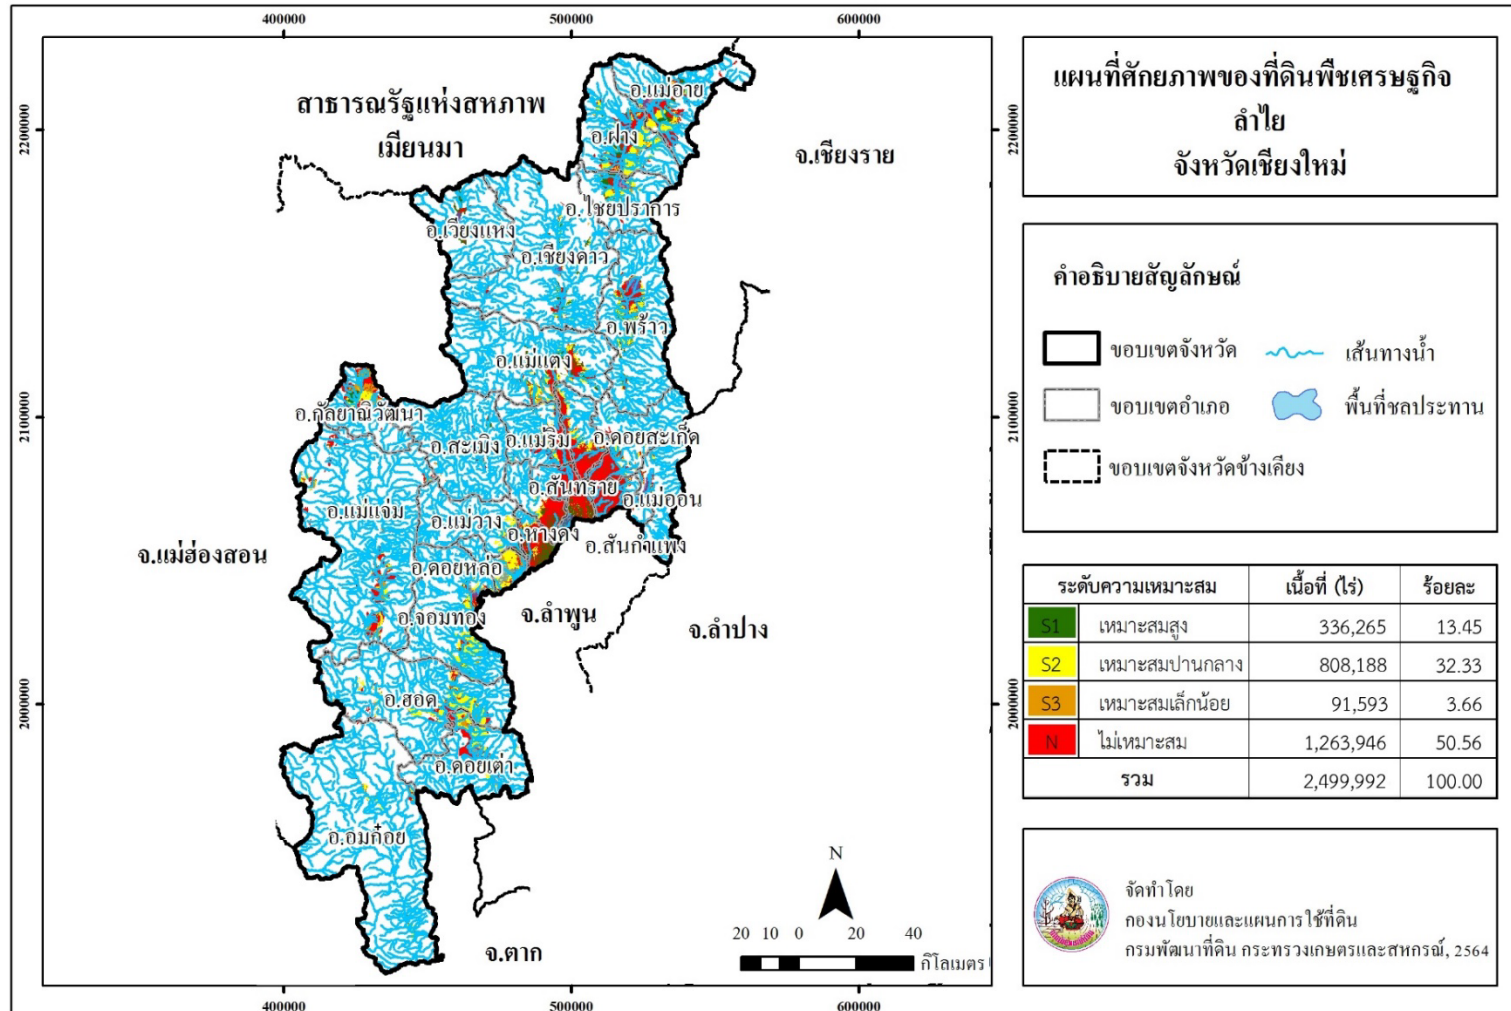 400000 500000 600000
แผนที่ศักยภาพของที่ดินพืชเศรษฐกิจ
ลำไย
จังหวัดเชียงใหม่
สาธารณรัฐแห่งสหภาพ
เมียนมา
จ.เชียงราย
จ.แม่ฮ่องสอน
จ.ลำพูน
จ.ลำปาง
จ.ตาก
อ.แม่อาย
อ.ฝาง
อ.ไชยปราการ
อ.เวียงแหง
อ.เชียงดาว
อ.พร้าว
อ.แม่แตง
อ.กัลยาณิวัฒนา
อ.สะเมิง
อ.แม่ริม
อ.ดอยสะเก็ด
อ.สันทราย
อ.แม่ออน
อ.แม่แจ่ม
อ.แม่วาง
อ.หางดง
อ.สันกำแพง
อ.ดอยหล่อ
อ.จอมทอง
อ.ฮอด
อ.ดอยเต่า
อ.อมก๋อย
2200000
2100000
2000000
2200000
2100000
2000000
N
20 10 0 20 40
กิโลเมตร
400000 500000 600000
คำอธิบายสัญลักษณ์
ขอบเขตจังหวัด เส้นทางน้ำ
ขอบเขตอำเภอ พื้นที่ชลประทาน
ขอบเขตจังหวัดข้างเคียง
ระดับความเหมาะสม เนื้อที่ (ไร่) ร้อยละ
S1 เหมาะสมสูง 336,265 13.45
S2 เหมาะสมปานกลาง 808,188 32.33
S3 เหมาะสมเล็กน้อย 91,593 3.66
N ไม่เหมาะสม 1,263,946 50.56
รวม 2,499,992 100.00
จัดทำโดย
กองนโยบายและแผนการใช้ที่ดิน
กรมพัฒนาที่ดิน กระทรวงเกษตรและสหกรณ์, 2564